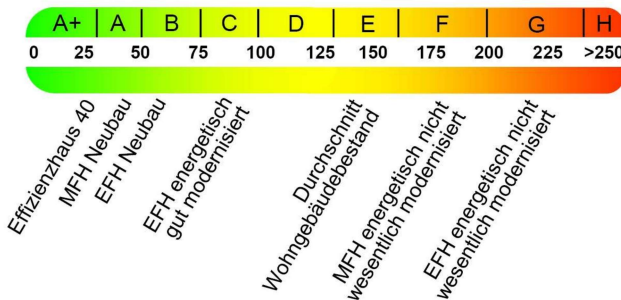 A+ A B C D E F G H
0 25 50 75 100 125 150 175 200 225 >250
Effizienzhaus 40
MFH Neubau
EFH Neubau
EFH energetisch
gut modernisiert
Durchschnitt
Wohngebäudebestand
MFH energetisch nicht
wesentlich modernisiert
EFH energetisch nicht
wesentlich modernisiert